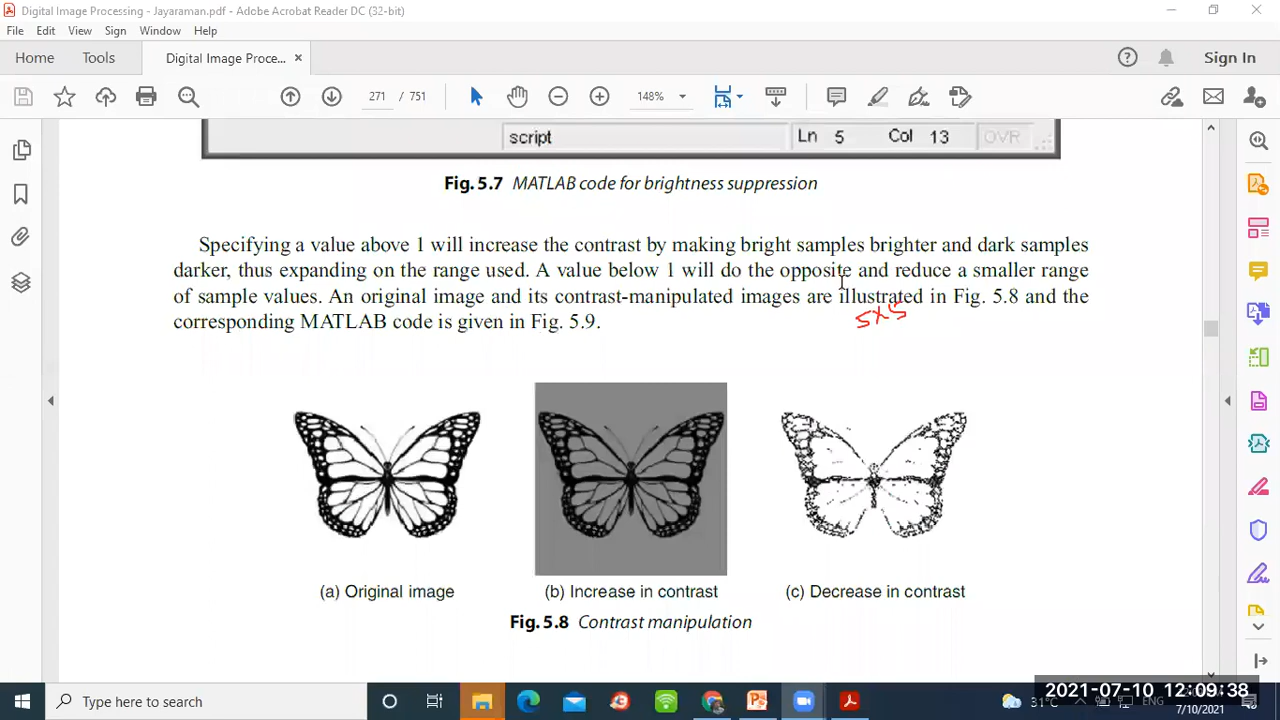 Digital Image Processing - Jayaraman.pdf - Adobe Acrobat Reader DC (32-bit)
File Edit View Sign Window Help
Home Tools Digital Image Proce... × Sign In
271 / 751 148%
script Ln 5 Col 13 OVR
Fig. 5.7 MATLAB code for brightness suppression
Specifying a value above 1 will increase the contrast by making bright samples brighter and dark samples
darker, thus expanding on the range used. A value below 1 will do the opposite and reduce a smaller range
of sample values. An original image and its contrast-manipulated images are illustrated in Fig. 5.8 and the
corresponding MATLAB code is given in Fig. 5.9.
5x5
(a) Original image (b) Increase in contrast (c) Decrease in contrast
Fig. 5.8 Contrast manipulation
Type here to search 31°C ENG
2021-07-10 12:09:38
7/10/2021